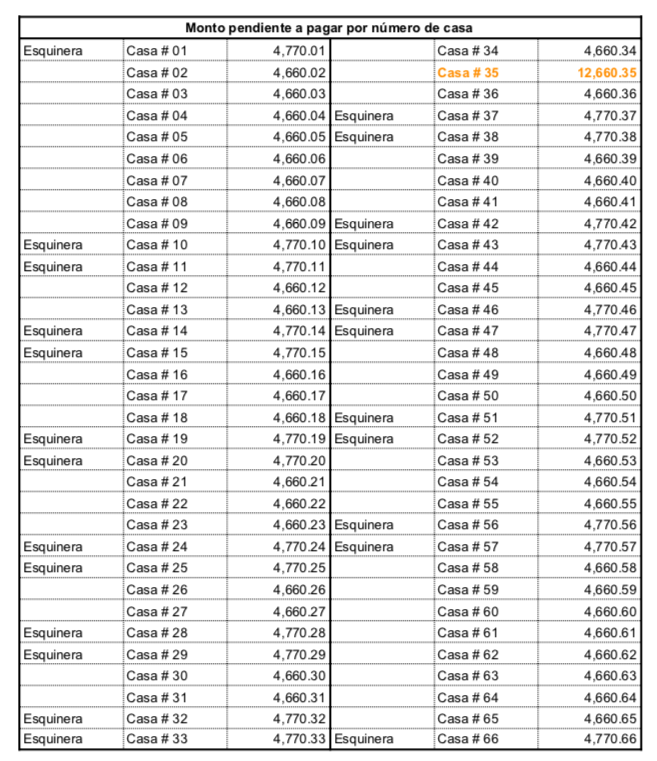 Monto pendiente a pagar por número de casa
Esquinera Casa # 01 4,770.01 Casa # 34 4,660.34
Casa # 02 4,660.02 Casa # 35 12,660.35
Casa # 03 4,660.03 Casa # 36 4,660.36
Casa # 04 4,660.04 Esquinera Casa # 37 4,770.37
Casa # 05 4,660.05 Esquinera Casa # 38 4,770.38
Casa # 06 4,660.06 Casa # 39 4,660.39
Casa # 07 4,660.07 Casa # 40 4,660.40
Casa # 08 4,660.08 Casa # 41 4,660.41
Casa # 09 4,660.09 Esquinera Casa # 42 4,770.42
Esquinera Casa # 10 4,770.10 Esquinera Casa # 43 4,770.43
Esquinera Casa # 11 4,770.11 Casa # 44 4,660.44
Casa # 12 4,660.12 Casa # 45 4,660.45
Casa # 13 4,660.13 Esquinera Casa # 46 4,770.46
Esquinera Casa # 14 4,770.14 Esquinera Casa # 47 4,770.47
Esquinera Casa # 15 4,770.15 Casa # 48 4,660.48
Casa # 16 4,660.16 Casa # 49 4,660.49
Casa # 17 4,660.17 Casa # 50 4,660.50
Casa # 18 4,660.18 Esquinera Casa # 51 4,770.51
Esquinera Casa # 19 4,770.19 Esquinera Casa # 52 4,770.52
Esquinera Casa # 20 4,770.20 Casa # 53 4,660.53
Casa # 21 4,660.21 Casa # 54 4,660.54
Casa # 22 4,660.22 Casa # 55 4,660.55
Casa # 23 4,660.23 Esquinera Casa # 56 4,770.56
Esquinera Casa # 24 4,770.24 Esquinera Casa # 57 4,770.57
Esquinera Casa # 25 4,770.25 Casa # 58 4,660.58
Casa # 26 4,660.26 Casa # 59 4,660.59
Casa # 27 4,660.27 Casa # 60 4,660.60
Esquinera Casa # 28 4,770.28 Casa # 61 4,660.61
Esquinera Casa # 29 4,770.29 Casa # 62 4,660.62
Casa # 30 4,660.30 Casa # 63 4,660.63
Casa # 31 4,660.31 Casa # 64 4,660.64
Esquinera Casa # 32 4,770.32 Casa # 65 4,660.65
Esquinera Casa # 33 4,770.33 Esquinera Casa # 66 4,770.66